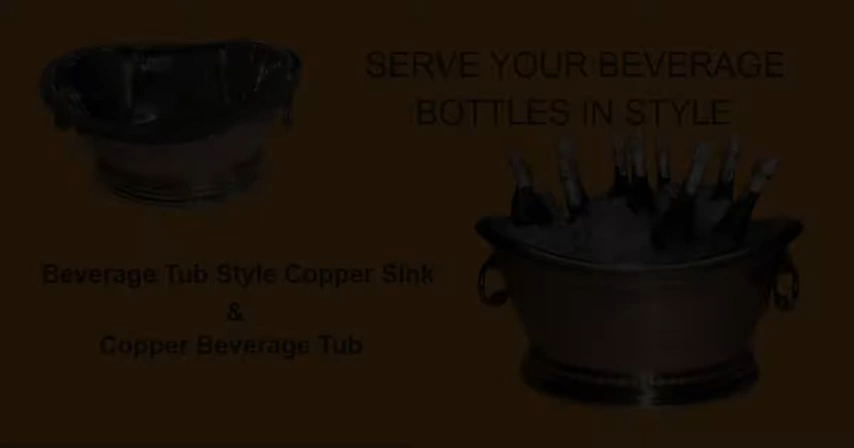 SERVE YOUR BEVERAGE
BOTTLES IN STYLE
Beverage Tub Style Copper Sink
&
Copper Beverage Tub